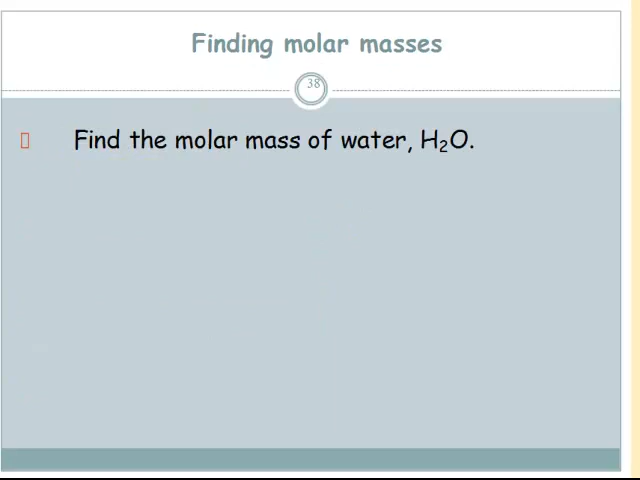 Finding molar masses
38
Find the molar mass of water, H₂O.